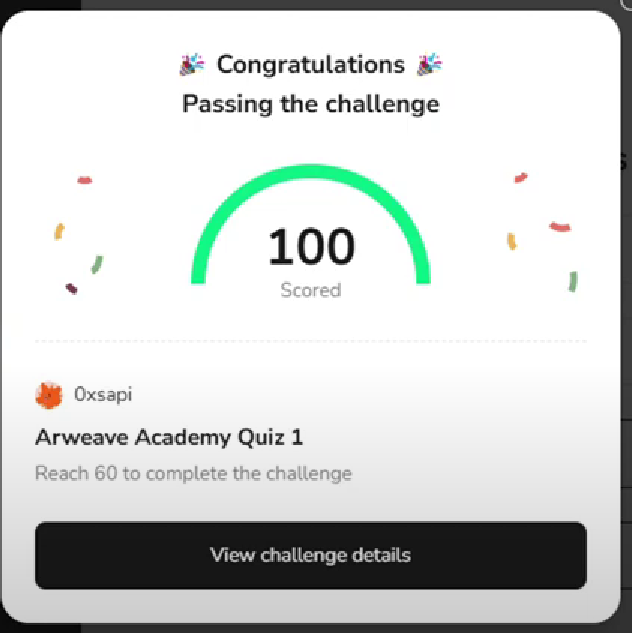 🎉 Congratulations 🎉
Passing the challenge
100
Scored
0xsapi
Arweave Academy Quiz 1
Reach 60 to complete the challenge
View challenge details